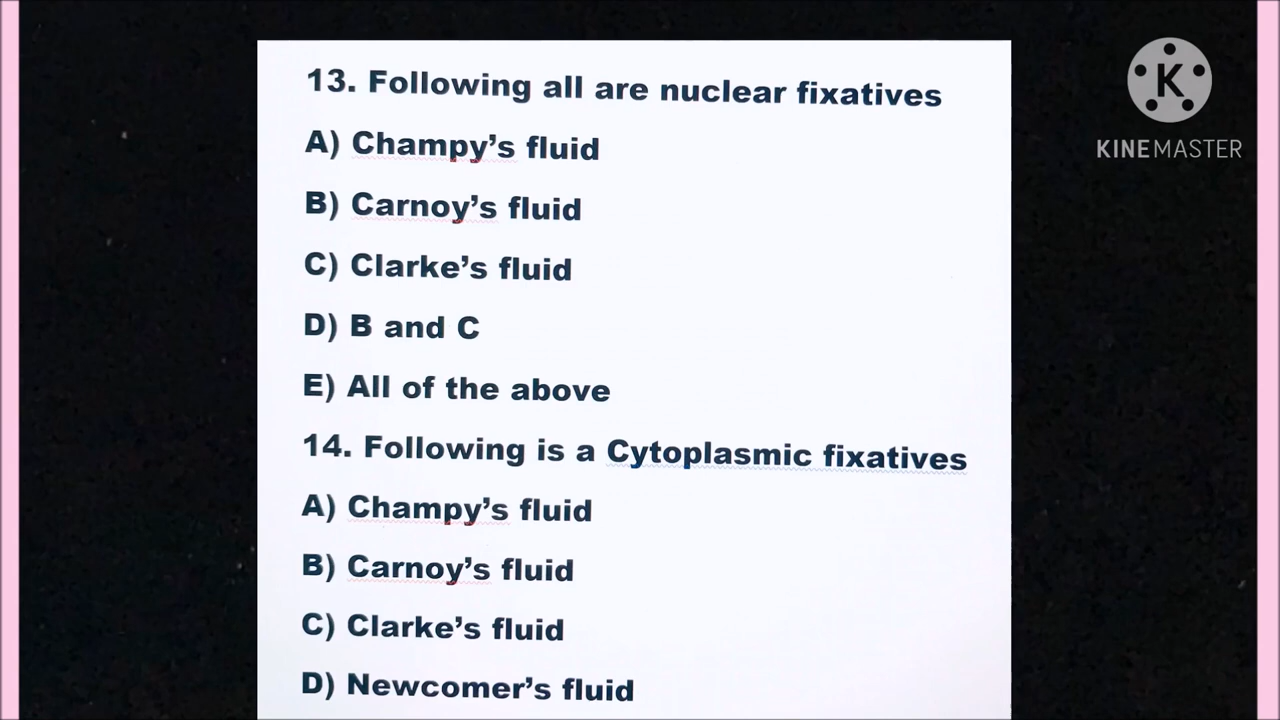 13. Following all are nuclear fixatives
A) Champy's fluid
B) Carnoy's fluid
C) Clarke's fluid
D) B and C
E) All of the above
14. Following is a Cytoplasmic fixatives
A) Champy's fluid
B) Carnoy's fluid
C) Clarke's fluid
D) Newcomer's fluid
K
KINEMASTER